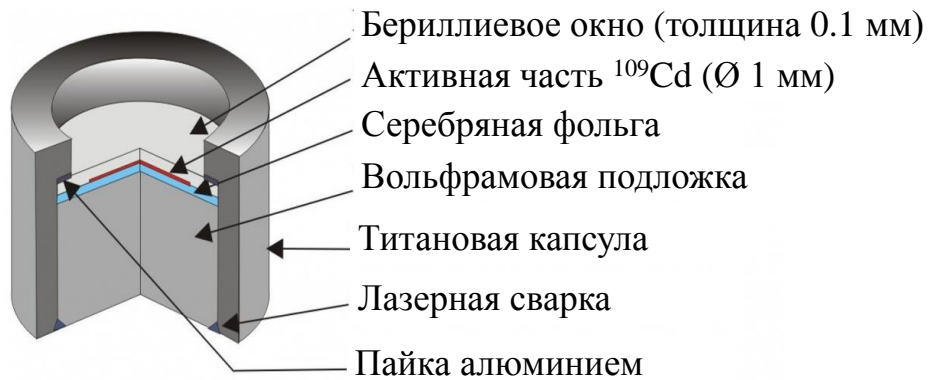 Бериллиевое окно (толщина 0.1 мм)
Активная часть ¹⁰⁹Cd (Ø 1 мм)
Серебряная фольга
Вольфрамовая подложка
Титановая капсула
Лазерная сварка
Пайка алюминием